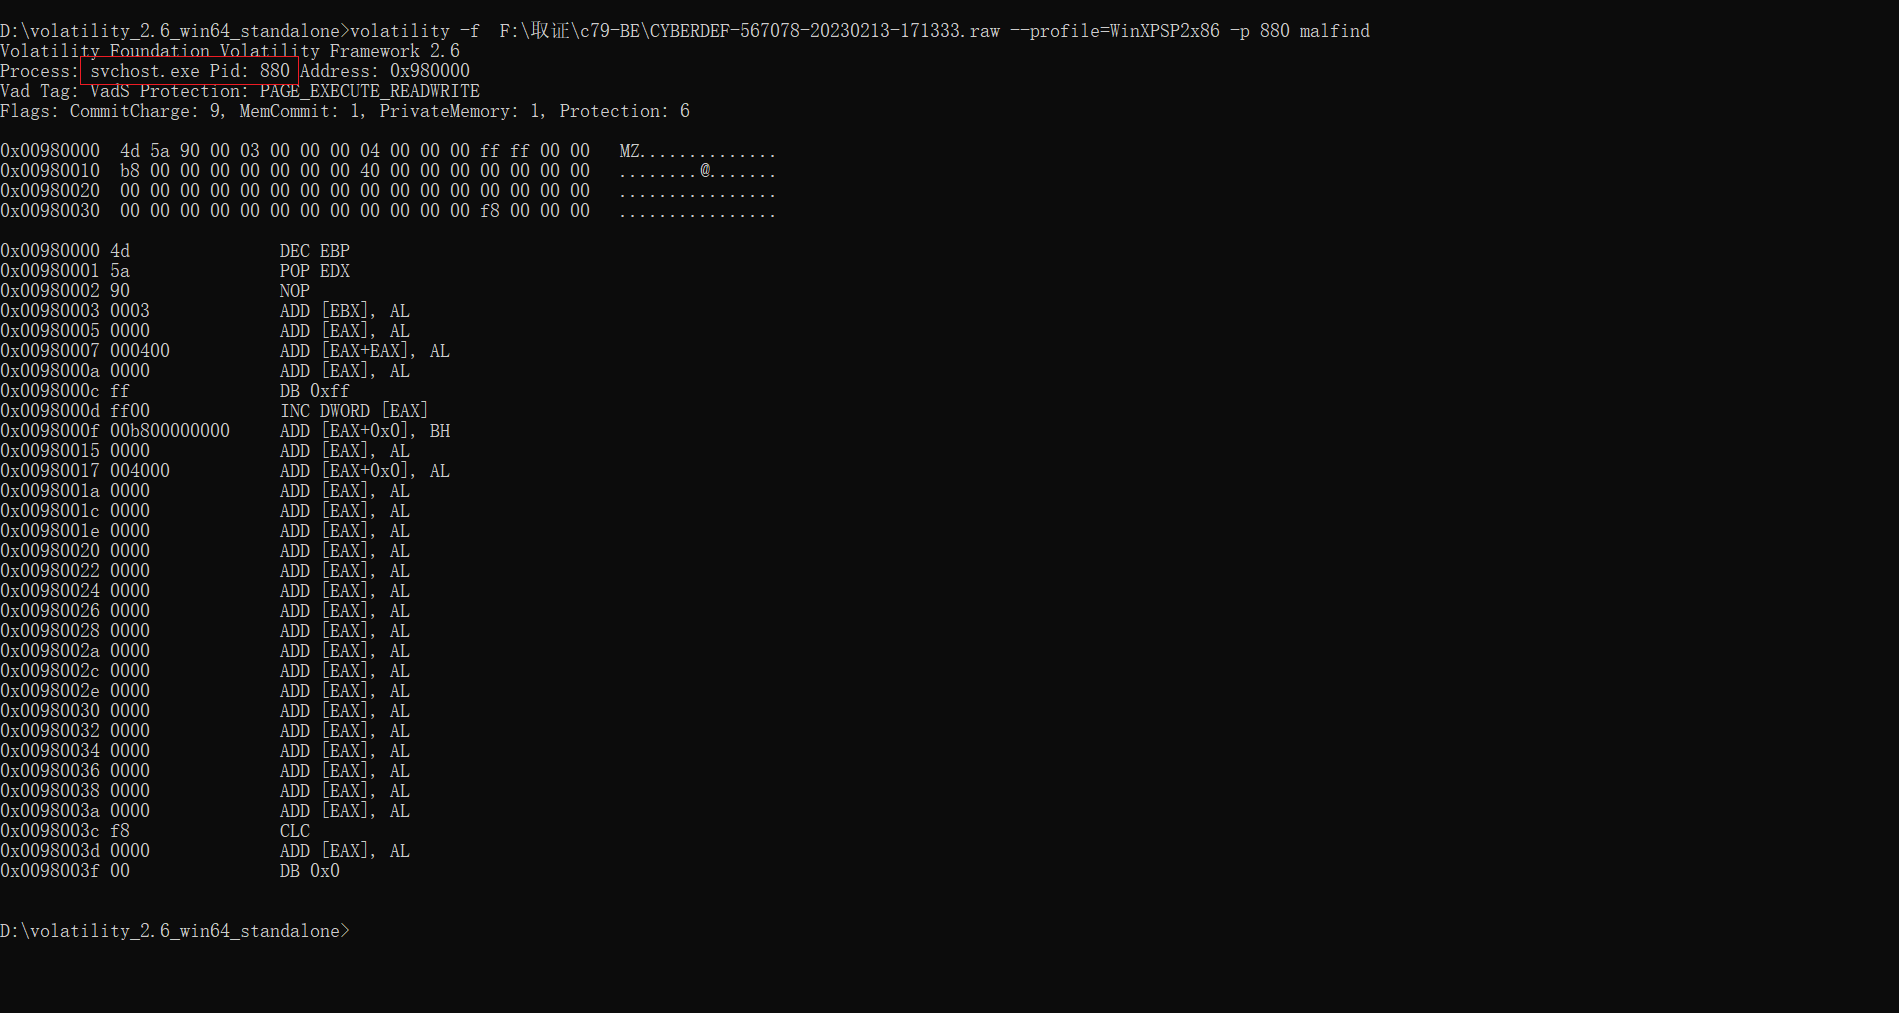 D:\volatility_2.6_win64_standalone>volatility -f  F:\取证\c79-BE\CYBERDEF-567078-20230213-171333.raw --profile=WinXPSP2x86 -p 880 malfind
Volatility Foundation Volatility Framework 2.6
Process: svchost.exe Pid: 880 Address: 0x980000
Vad Tag: VadS Protection: PAGE_EXECUTE_READWRITE
Flags: CommitCharge: 9, MemCommit: 1, PrivateMemory: 1, Protection: 6
0x00980000  4d 5a 90 00 03 00 00 00 04 00 00 00 ff ff 00 00   MZ..............
0x00980010  b8 00 00 00 00 00 00 00 40 00 00 00 00 00 00 00   ........@.......
0x00980020  00 00 00 00 00 00 00 00 00 00 00 00 00 00 00 00   ................
0x00980030  00 00 00 00 00 00 00 00 00 00 00 00 f8 00 00 00   ................
0x00980000 4d               DEC EBP
0x00980001 5a               POP EDX
0x00980002 90               NOP
0x00980003 0003             ADD [EBX], AL
0x00980005 0000             ADD [EAX], AL
0x00980007 000400           ADD [EAX+EAX], AL
0x0098000a 0000             ADD [EAX], AL
0x0098000c ff               DB 0xff
0x0098000d ff00             INC DWORD [EAX]
0x0098000f 00b800000000     ADD [EAX+0x0], BH
0x00980015 0000             ADD [EAX], AL
0x00980017 004000           ADD [EAX+0x0], AL
0x0098001a 0000             ADD [EAX], AL
0x0098001c 0000             ADD [EAX], AL
0x0098001e 0000             ADD [EAX], AL
0x00980020 0000             ADD [EAX], AL
0x00980022 0000             ADD [EAX], AL
0x00980024 0000             ADD [EAX], AL
0x00980026 0000             ADD [EAX], AL
0x00980028 0000             ADD [EAX], AL
0x0098002a 0000             ADD [EAX], AL
0x0098002c 0000             ADD [EAX], AL
0x0098002e 0000             ADD [EAX], AL
0x00980030 0000             ADD [EAX], AL
0x00980032 0000             ADD [EAX], AL
0x00980034 0000             ADD [EAX], AL
0x00980036 0000             ADD [EAX], AL
0x00980038 0000             ADD [EAX], AL
0x0098003a 0000             ADD [EAX], AL
0x0098003c f8               CLC
0x0098003d 0000             ADD [EAX], AL
0x0098003f 00               DB 0x0
D:\volatility_2.6_win64_standalone>